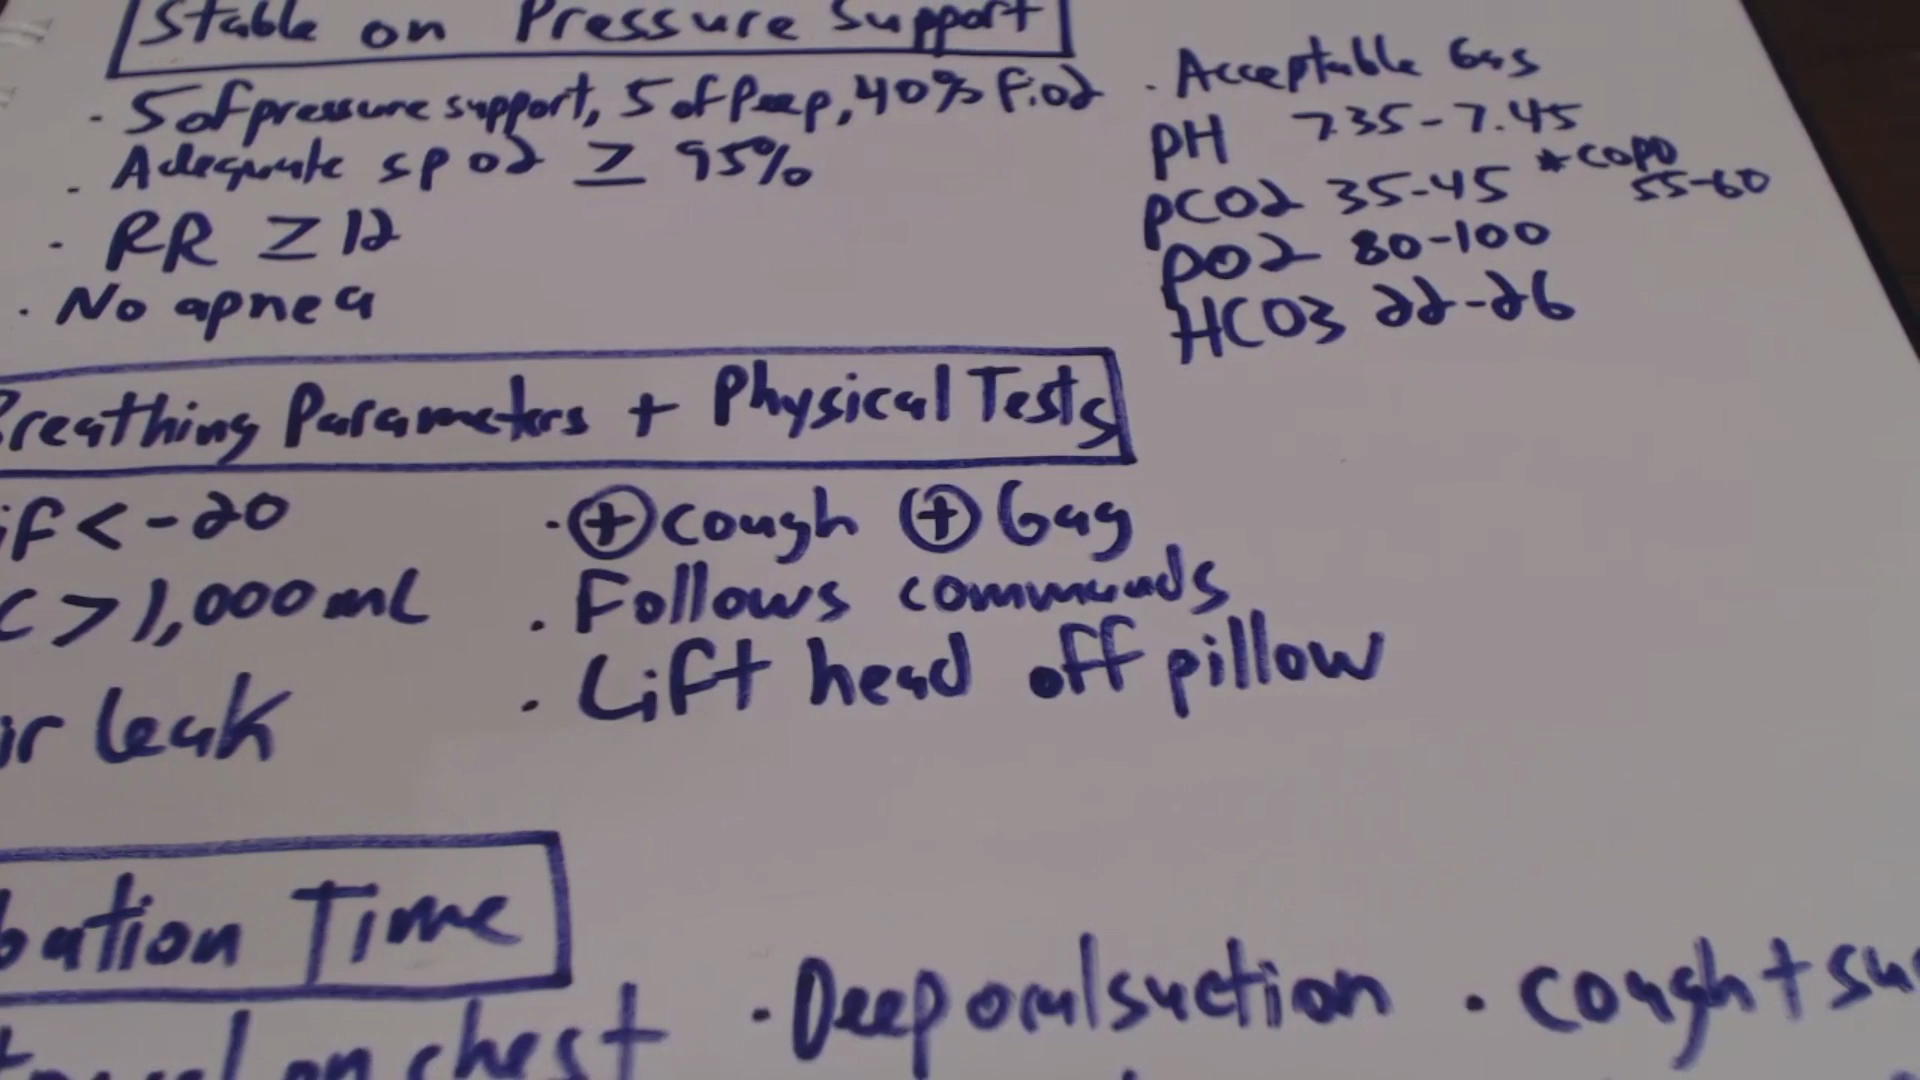 Stable on Pressure Support
· 5 of pressure support, 5 of Peep, 40% Fio2
· Adequate spo2 ≥ 95%
· RR ≥ 12
· No apnea
· Acceptable Gas
pH 7.35-7.45
pCO2 35-45 *COPD 55-60
pO2 80-100
HCO3 22-26
Breathing Parameters + Physical Tests
if < -20
C > 1,000 mL
ir leak
· ⊕ cough ⊕ Gag
· Follows commands
· Lift head off pillow
bation Time
towel on chest
· Deep oral suction
· cough + su